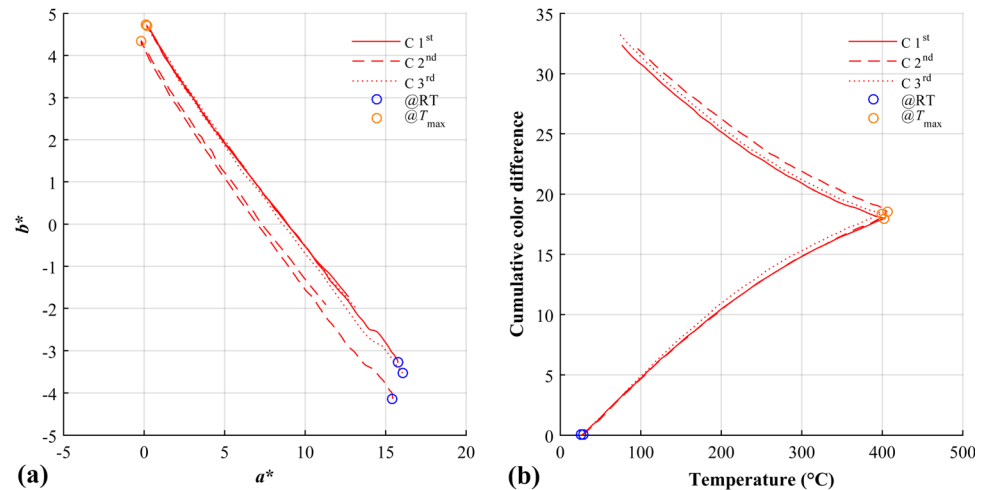 5
4
3
2
1
0
-1
-2
-3
-4
-5
b*
-5
0
5
10
15
20
a*
C 1st
C 2nd
C 3rd
@RT
@Tmax
(a)
35
30
25
20
15
10
5
0
Cumulative color difference
0
100
200
300
400
500
Temperature (°C)
C 1st
C 2nd
C 3rd
@RT
@Tmax
(b)